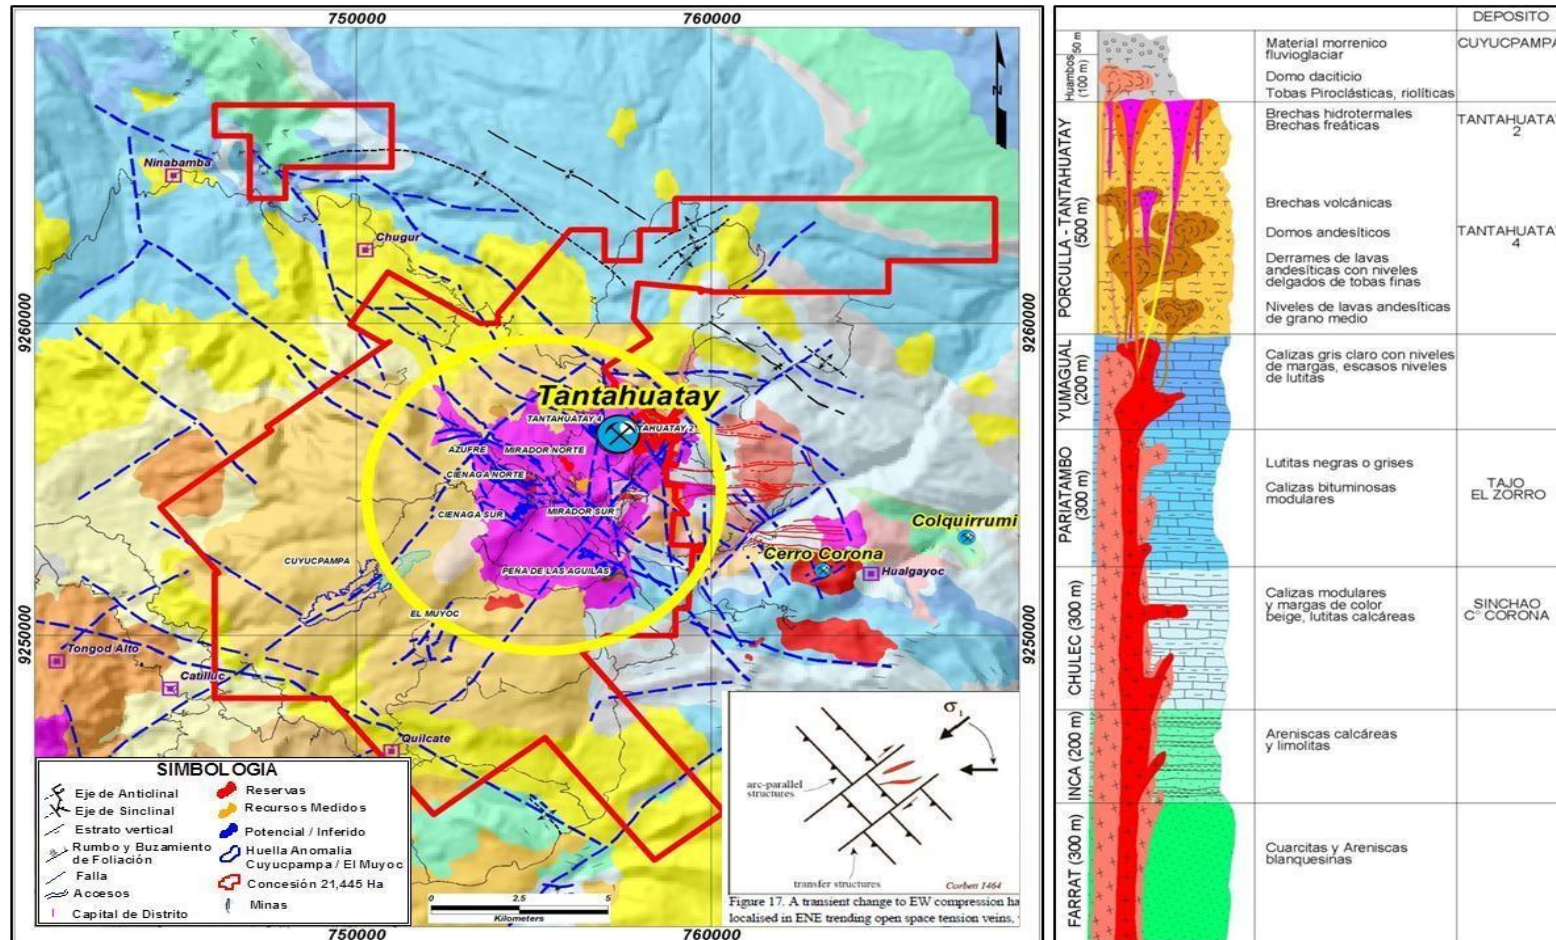 750000
760000
N
9260000
9260000
9250000
9250000
Ninabamba
Chugur
Tantahuatay
TANTAHUATAY 4
TAHUATAY 2
AZUFRE
MIRADOR NORTE
CIENAGA NORTE
CIENAGA SUR
MIRADOR SUR
Colquirrumi
Cerro Corona
Hualgayoc
CUYUCPAMPA
PEÑA DE LAS AGUILAS
EL MUYOC
Tongod Alto
Catilluc
Quilcate
SIMBOLOGIA
Eje de Anticlinal
Eje de Sinclinal
Estrato vertical
Rumbo y Buzamiento
de Foliación
Falla
Accesos
Capital de Distrito
Reservas
Recursos Medidos
Potencial / Inferido
Huella Anomalia
Cuyucpampa / El Muyoc
Concesión 21,445 Ha
Minas
0 2.5 5
Kilometers
σ1
arc-parallel
structures
transfer structures
Corbett 1464
Figure 17. A transient change to EW compression ha
localised in ENE trending open space tension veins,
750000
760000
DEPOSITO
50 m
Huambos
(100 m)
Material morrenico
fluvioglaciar
CUYUCPAMPA
Domo daciticio
Tobas Piroclásticas, riolíticas
PORCULLA - TANTAHUATAY
(500 m)
Brechas hidrotermales
Brechas freáticas
TANTAHUATAY
2
Brechas volcánicas
Domos andesíticos
TANTAHUATAY
4
Derrames de lavas
andesíticas con niveles
delgados de tobas finas
Niveles de lavas andesíticas
de grano medio
YUMAGUAL
(200 m)
Calizas gris claro con niveles
de margas, escasos niveles
de lutitas
PARIATAMBO
(300 m)
Lutitas negras o grises
Calizas bituminosas
modulares
TAJO
EL ZORRO
CHULEC (300 m)
Calizas modulares
y margas de color
beige, lutitas calcáreas
SINCHAO
C° CORONA
INCA (200 m)
Areniscas calcáreas
y limolitas
FARRAT (300 m)
Cuarcitas y Areniscas
blanquesinas